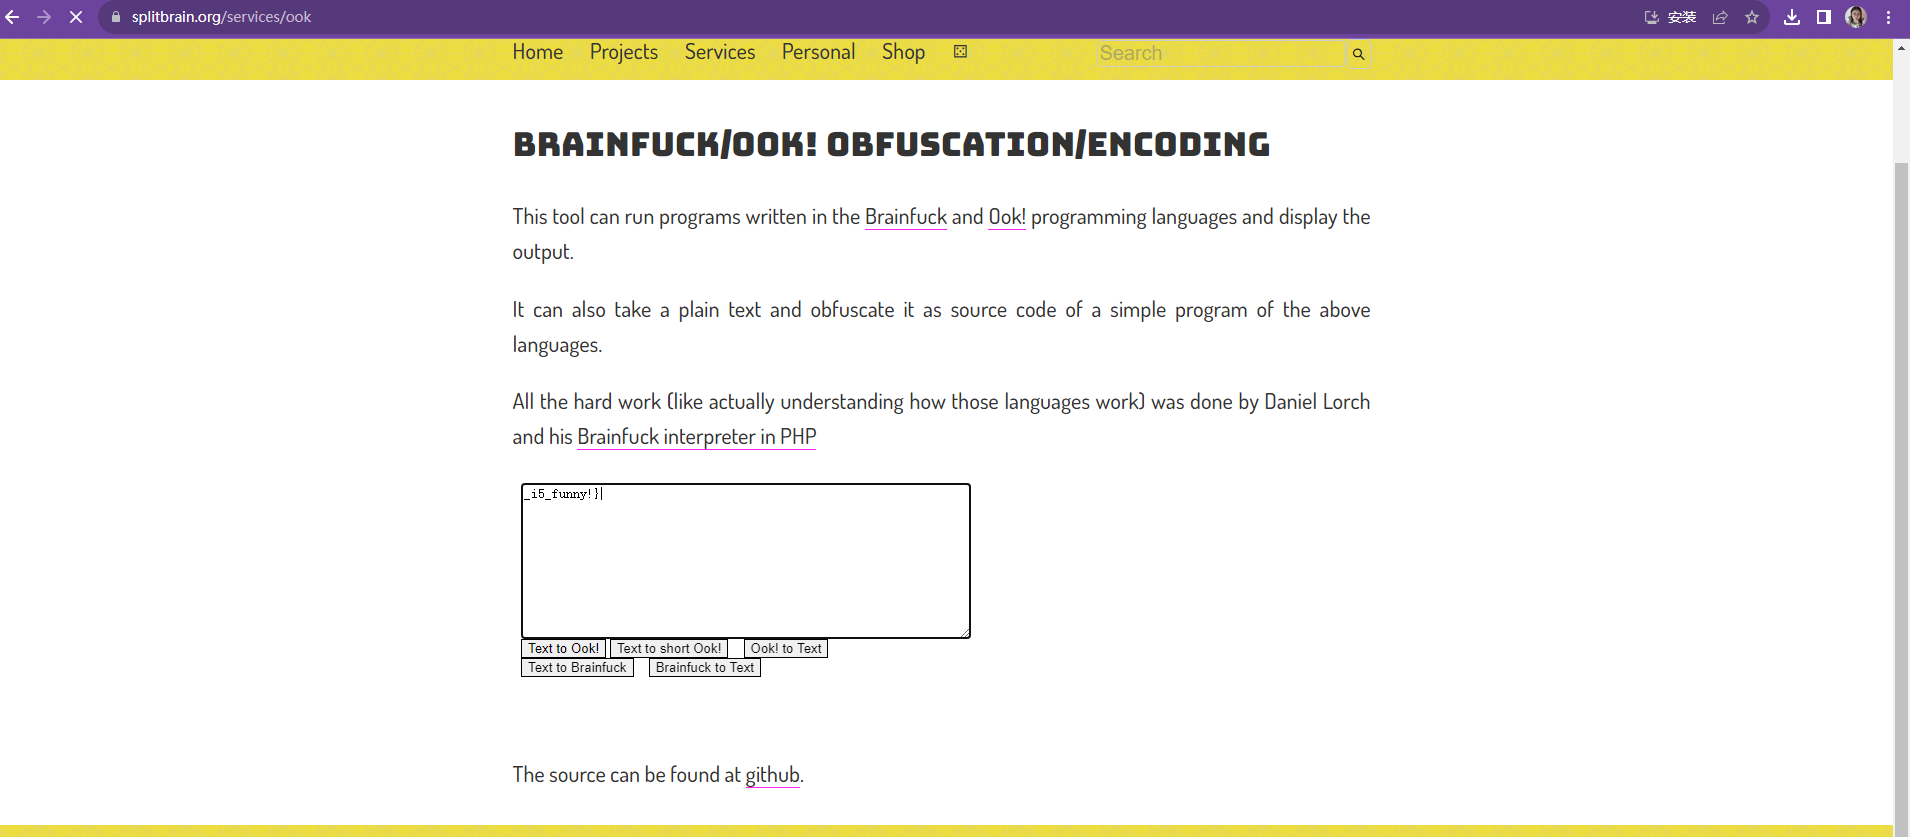 splitbrain.org/services/ook
安装
Home Projects Services Personal Shop
Search
BRAINFUCK/OOK! OBFUSCATION/ENCODING
This tool can run programs written in the Brainfuck and Ook! programming languages and display the
output.
It can also take a plain text and obfuscate it as source code of a simple program of the above
languages.
All the hard work (like actually understanding how those languages work) was done by Daniel Lorch
and his Brainfuck interpreter in PHP
_i5_funny!}
Text to Ook! Text to short Ook! Ook! to Text
Text to Brainfuck Brainfuck to Text
The source can be found at github.